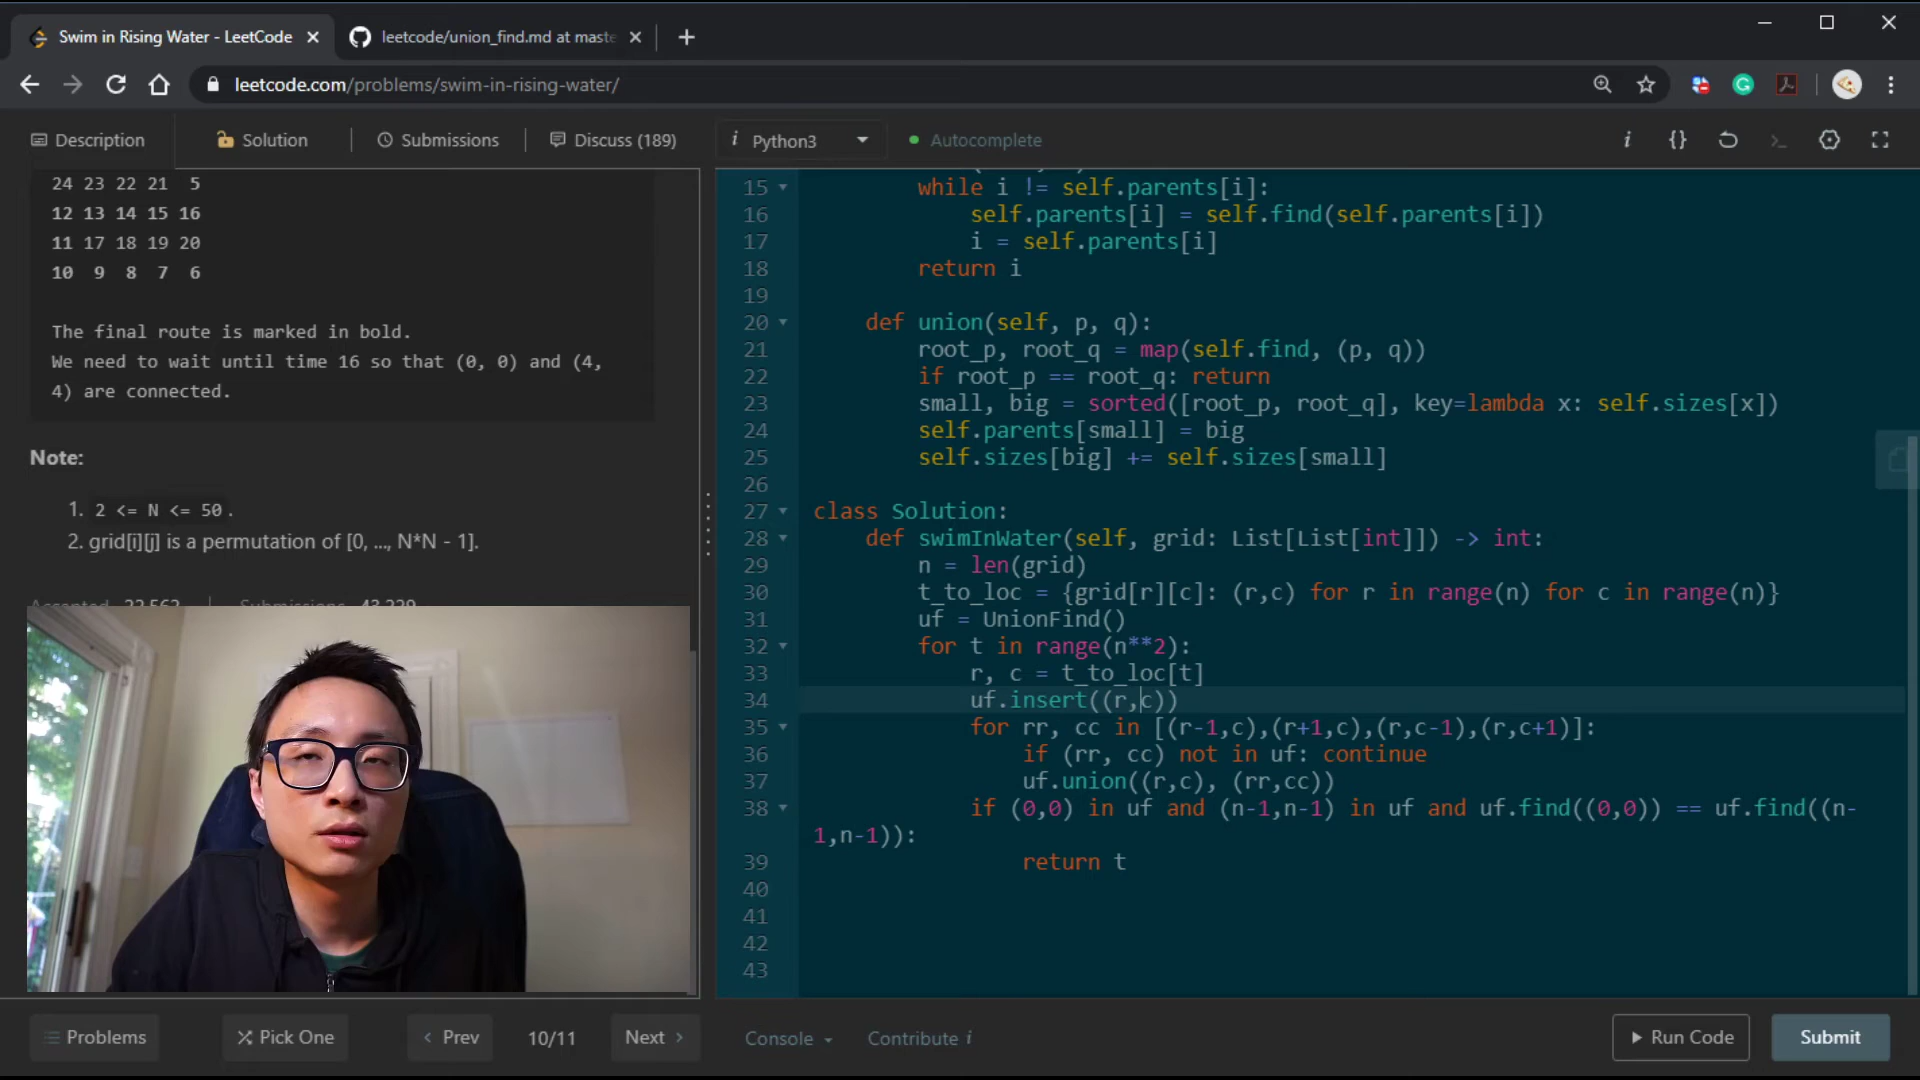 Swim in Rising Water - LeetCode
leetcode/union_find.md at maste
leetcode.com/problems/swim-in-rising-water/
Description
Solution
Submissions
Discuss (189)
i Python3
Autocomplete
24 23 22 21 5
12 13 14 15 16
11 17 18 19 20
10 9 8 7 6
The final route is marked in bold.
We need to wait until time 16 so that (0, 0) and (4,
4) are connected.
Note:
1. 2 <= N <= 50.
2. grid[i][j] is a permutation of [0, ..., N*N - 1].
Accepted 22,562 | Submissions 43,229
15 while i != self.parents[i]:
16 self.parents[i] = self.find(self.parents[i])
17 i = self.parents[i]
18 return i
19
20 def union(self, p, q):
21 root_p, root_q = map(self.find, (p, q))
22 if root_p == root_q: return
23 small, big = sorted([root_p, root_q], key=lambda x: self.sizes[x])
24 self.parents[small] = big
25 self.sizes[big] += self.sizes[small]
26
27 class Solution:
28 def swimInWater(self, grid: List[List[int]]) -> int:
29 n = len(grid)
30 t_to_loc = {grid[r][c]: (r,c) for r in range(n) for c in range(n)}
31 uf = UnionFind()
32 for t in range(n**2):
33 r, c = t_to_loc[t]
34 uf.insert((r,c))
35 for rr, cc in [(r-1,c),(r+1,c),(r,c-1),(r,c+1)]:
36 if (rr, cc) not in uf: continue
37 uf.union((r,c), (rr,cc))
38 if (0,0) in uf and (n-1,n-1) in uf and uf.find((0,0)) == uf.find((n-
1,n-1)):
39 return t
40
41
42
43
Problems
Pick One
Prev
10/11
Next
Console
Contribute i
Run Code
Submit